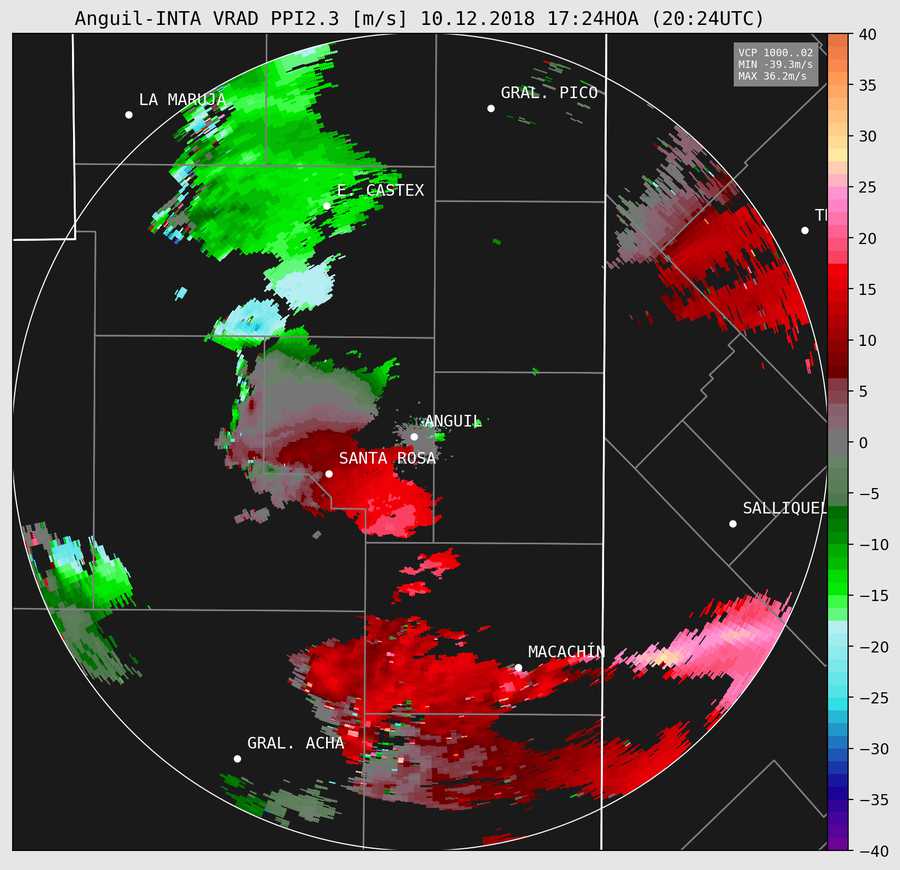 Anguil-INTA VRAD PPI2.3 [m/s] 10.12.2018 17:24HOA (20:24UTC)
VCP 1000..02
MIN -39.3m/s
MAX 36.2m/s
LA MARUJA
GRAL. PICO
E. CASTEX
ANGUIL
SANTA ROSA
SALLIQUEL
MACACHÍN
GRAL. ACHA
40
35
30
25
20
15
10
5
0
−5
−10
−15
−20
−25
−30
−35
−40